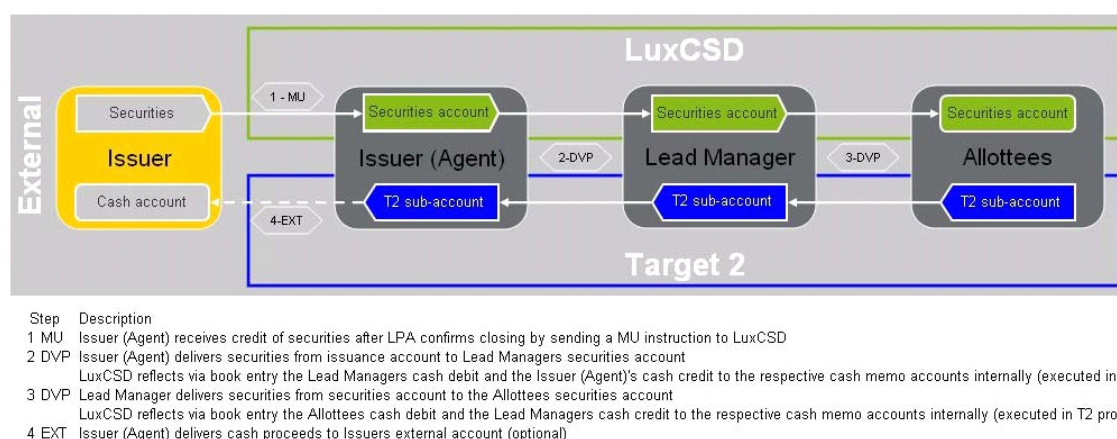 LuxCSD
External
Securities
1 - MU
Securities account
Securities account
Securities account
Issuer
Issuer (Agent)
2-DVP
Lead Manager
3-DVP
Allottees
Cash account
4-EXT
T2 sub-account
T2 sub-account
T2 sub-account
Target 2
Step Description
1 MU Issuer (Agent) receives credit of securities after LPA confirms closing by sending a MU instruction to LuxCSD
2 DVP Issuer (Agent) delivers securities from issuance account to Lead Managers securities account
LuxCSD reflects via book entry the Lead Managers cash debit and the Issuer (Agent)'s cash credit to the respective cash memo accounts internally (executed in
3 DVP Lead Manager delivers securities from securities account to the Allottees securities account
LuxCSD reflects via book entry the Allottees cash debit and the Lead Managers cash credit to the respective cash memo accounts internally (executed in T2 pro
4 EXT Issuer (Agent) delivers cash proceeds to Issuers external account (optional)